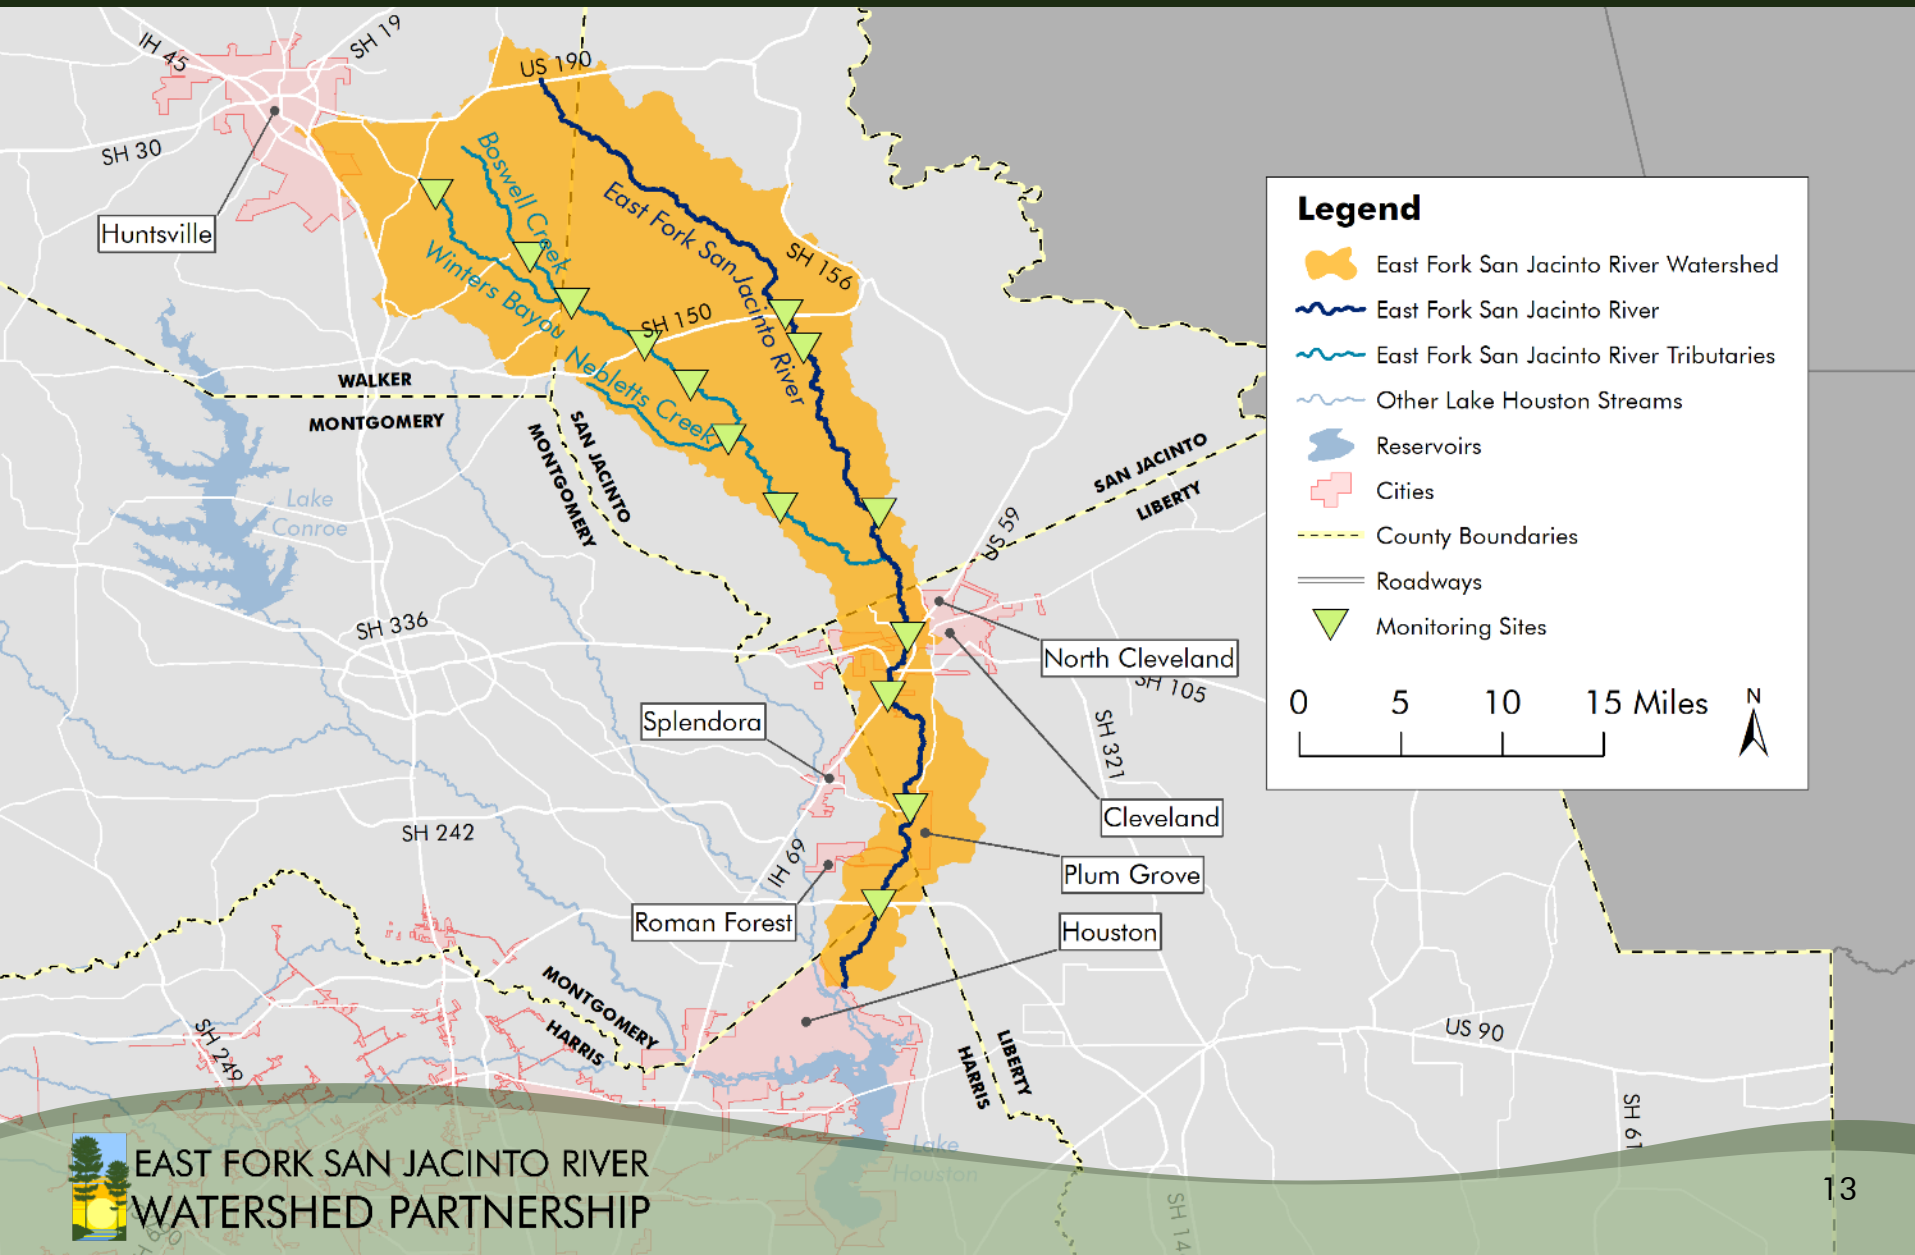 IH 45
SH 19
US 190
SH 30
Huntsville
Boswell Creek
Winters Bayou
East Fork San Jacinto River
SH 156
SH 150
Nebletts Creek
WALKER
MONTGOMERY
SAN JACINTO
MONTGOMERY
SAN JACINTO
LIBERTY
US 59
Lake
Conroe
SH 336
North Cleveland
SH 105
Splendora
SH 321
Cleveland
SH 242
IH 69
Plum Grove
Roman Forest
Houston
MONTGOMERY
HARRIS
SH 249
LIBERTY
HARRIS
US 90
SH 61
Lake
Houston
SH 14
Legend
East Fork San Jacinto River Watershed
East Fork San Jacinto River
East Fork San Jacinto River Tributaries
Other Lake Houston Streams
Reservoirs
Cities
County Boundaries
Roadways
Monitoring Sites
0 5 10 15 Miles
N
EAST FORK SAN JACINTO RIVER
WATERSHED PARTNERSHIP
13